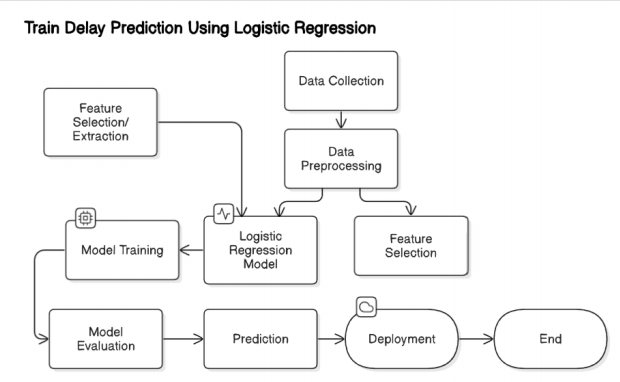 Train Delay Prediction Using Logistic Regression
Data Collection
Feature
Selection/
Extraction
Data
Preprocessing
Model Training
Logistic
Regression
Model
Feature
Selection
Model
Evaluation
Prediction
Deployment
End